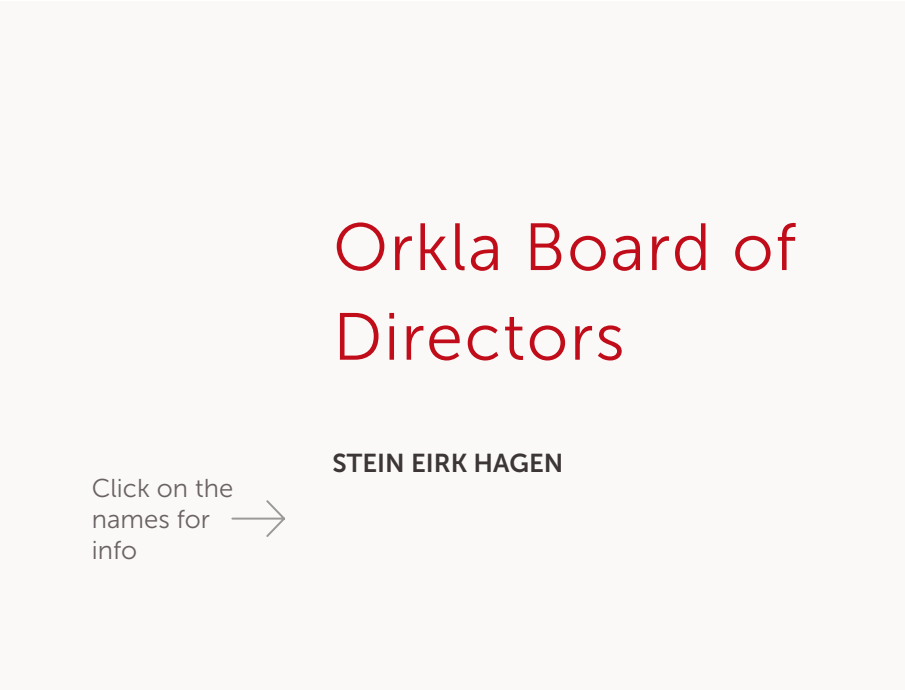 Orkla Board of
Directors
STEIN EIRK HAGEN
Click on the
names for
info